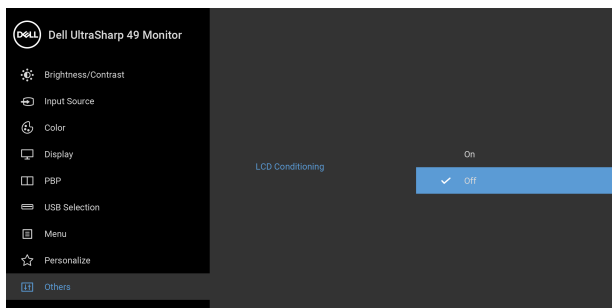 DELL Dell UltraSharp 49 Monitor
Brightness/Contrast
Input Source
Color
Display
PBP
USB Selection
Menu
Personalize
Others
LCD Conditioning
On
Off